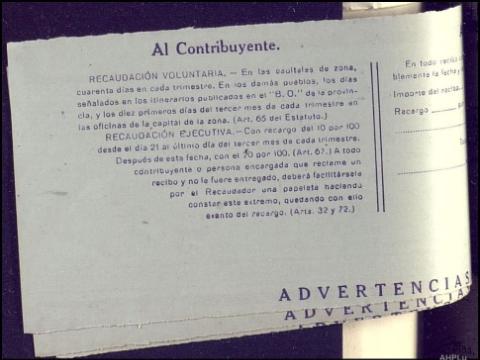 Al Contribuyente.
RECAUDACIÓN VOLUNTARIA. — En las capitales de zona,
cuarenta días en cada trimestre. En los demás pueblos, los días
señalados en los itinerarios publicados en el "B. O." de la provin-
cia, y los diez primeros días del tercer mes de cada trimestre en
las oficinas de la capital de la zona. (Art. 65 del Estatuto.)
RECAUDACIÓN EJECUTIVA. — Con recargo del 10 por 100
desde el día 21 al último día del tercer mes de cada trimestre.
Después de esta fecha, con el 20 por 100. (Art. 67.) A todo
contribuyente o persona encargada que reclame un
recibo y no le fuere entregado, deberá facilitársela
por el Recaudador una papeleta haciendo
constar este extremo, quedando con ello
exento del recargo. (Arts. 32 y 72.)
En todo recibo
blemente la fecha y
Importe del recibo
Recargo
ADVERTENCIAS
ADVERTENCIAS
ADVERTENCIAS
AHPLU